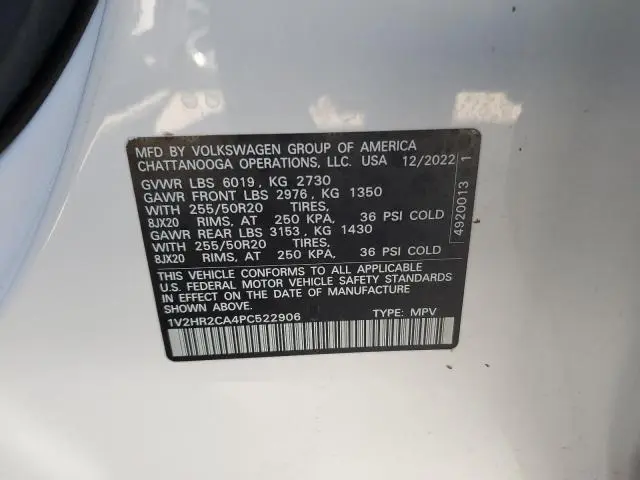 MFD BY VOLKSWAGEN GROUP OF AMERICA
CHATTANOOGA OPERATIONS, LLC. USA 12/2022
GVWR LBS 6019, KG 2730
GAWR FRONT LBS 2976, KG 1350
WITH 255/50R20 TIRES,
8JX20 RIMS, AT 250 KPA, 36 PSI COLD
GAWR REAR LBS 3153, KG 1430
WITH 255/50R20 TIRES,
8JX20 RIMS, AT 250 KPA, 36 PSI COLD
THIS VEHICLE CONFORMS TO ALL APPLICABLE
U.S. FEDERAL MOTOR VEHICLE SAFETY STANDARDS
IN EFFECT ON THE DATE OF MANUFACTURE
SHOWN ABOVE.
1V2HR2CA4PC522906 TYPE: MPV
4920013 1